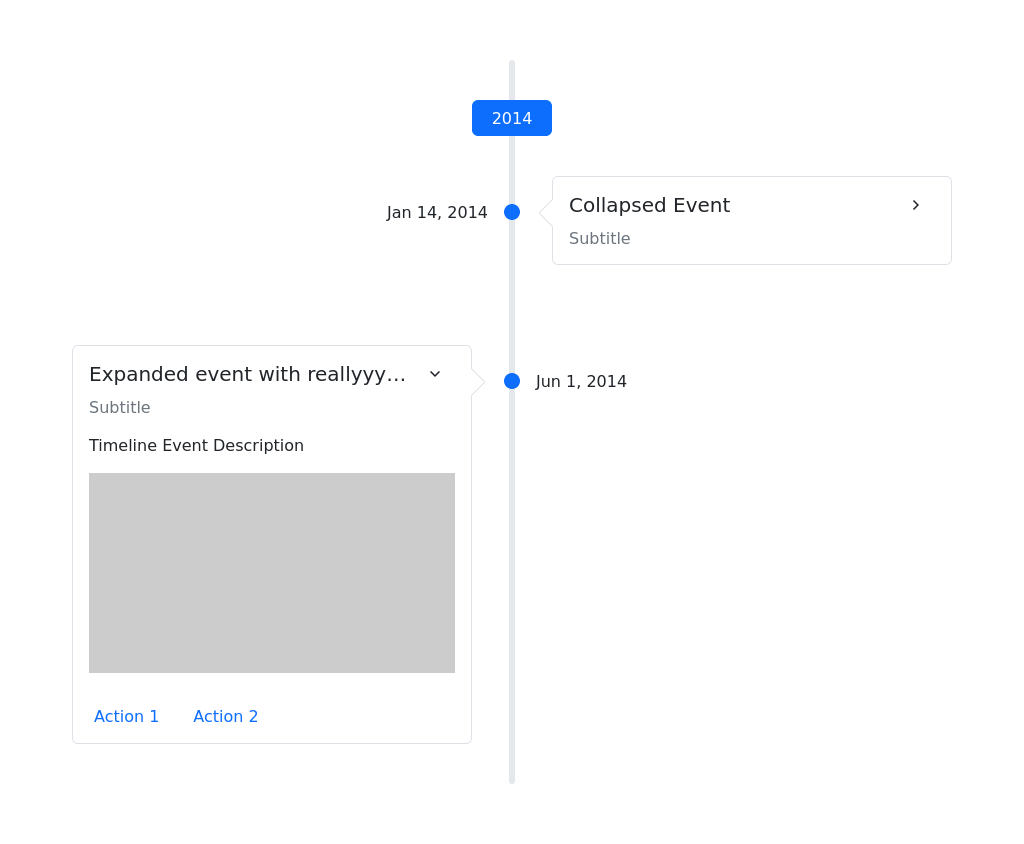 2014
Jan 14, 2014
Collapsed Event
Subtitle
Expanded event with reallyyy...
Jun 1, 2014
Subtitle
Timeline Event Description
Action 1 Action 2